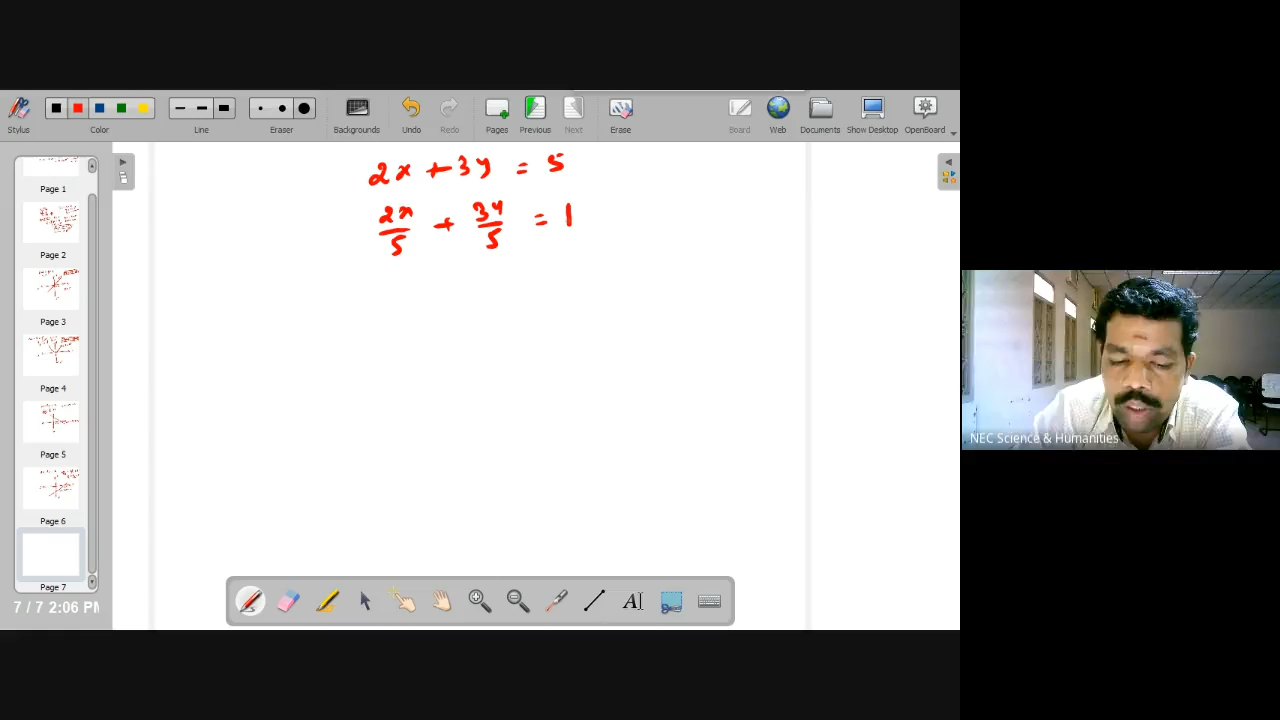 Stylus
Color
Line
Eraser
Backgrounds
Undo
Redo
Pages
Previous
Next
Erase
Board
Web
Documents
Show Desktop
OpenBoard
2x + 3y = 5
2x/5 + 3y/5 = 1
Page 1
Page 2
Page 3
Page 4
Page 5
Page 6
Page 7
7 / 7 2:06 PM
NEC Science & Humanities